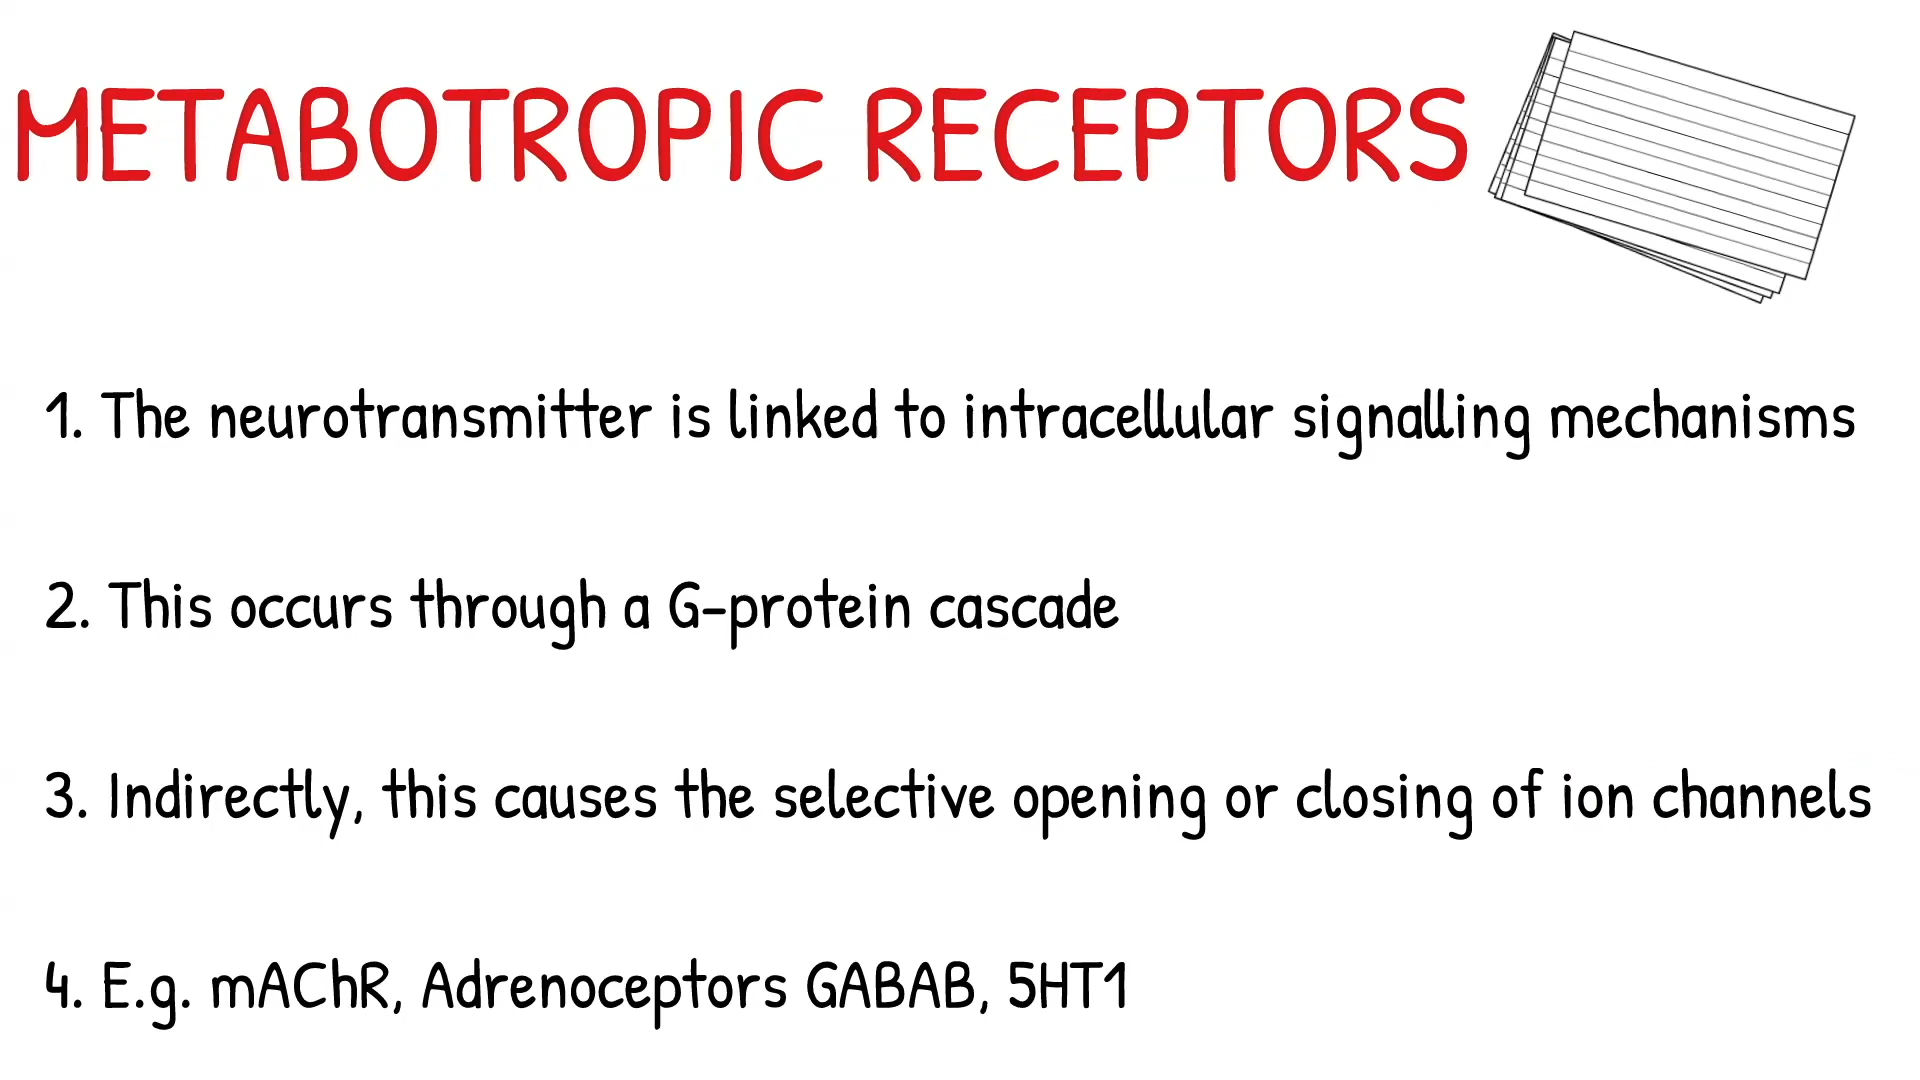 METABOTROPIC RECEPTORS
1. The neurotransmitter is linked to intracellular signalling mechanisms
2. This occurs through a G-protein cascade
3. Indirectly, this causes the selective opening or closing of ion channels
4. E.g. mAChR, Adrenoceptors GABAB, 5HT1